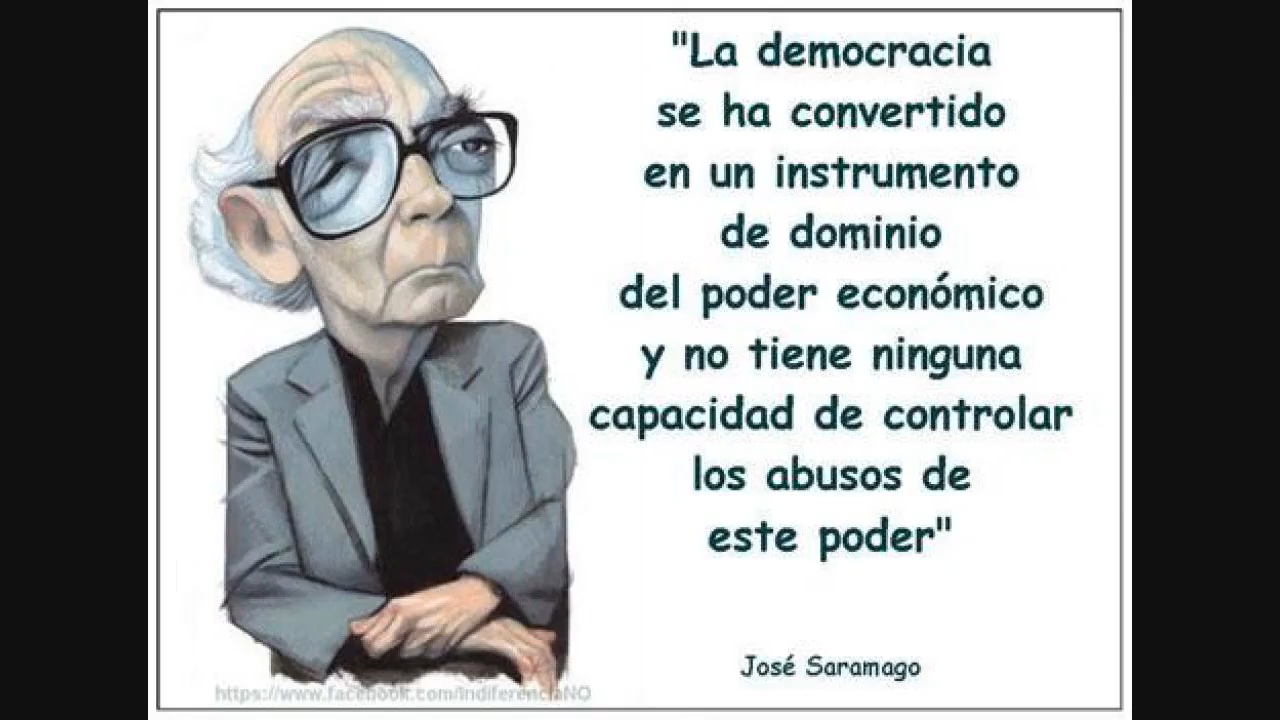 "La democracia
se ha convertido
en un instrumento
de dominio
del poder económico
y no tiene ninguna
capacidad de controlar
los abusos de
este poder"
José Saramago
https://www.facebook.com/indiferenciaNO